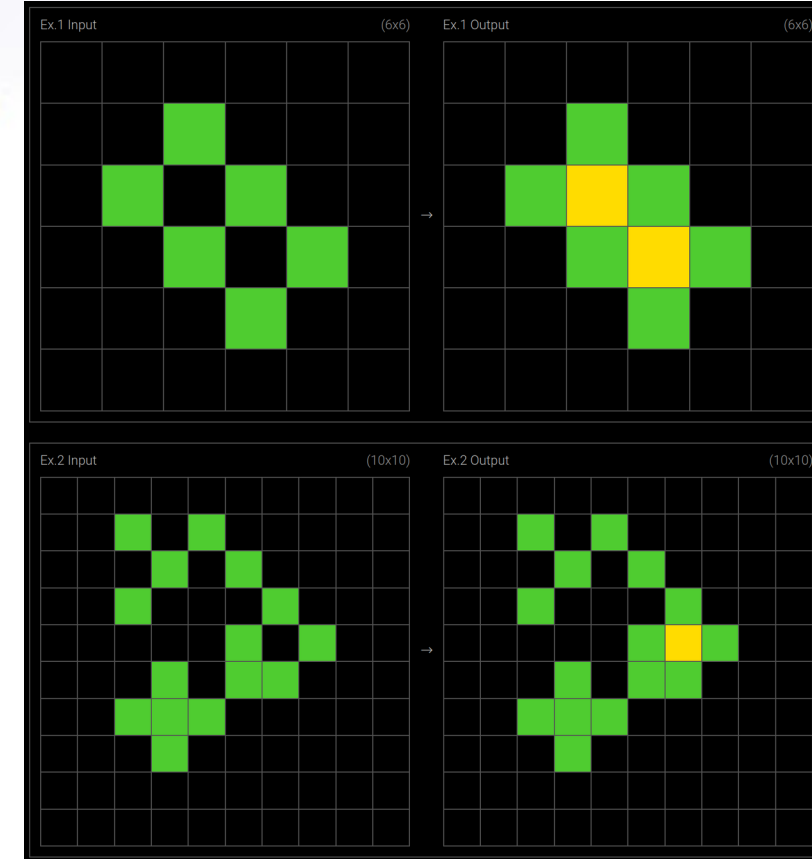 Ex.1 Input (6x6) Ex.1 Output (6x6)
→
Ex.2 Input (10x10) Ex.2 Output (10x10)
→